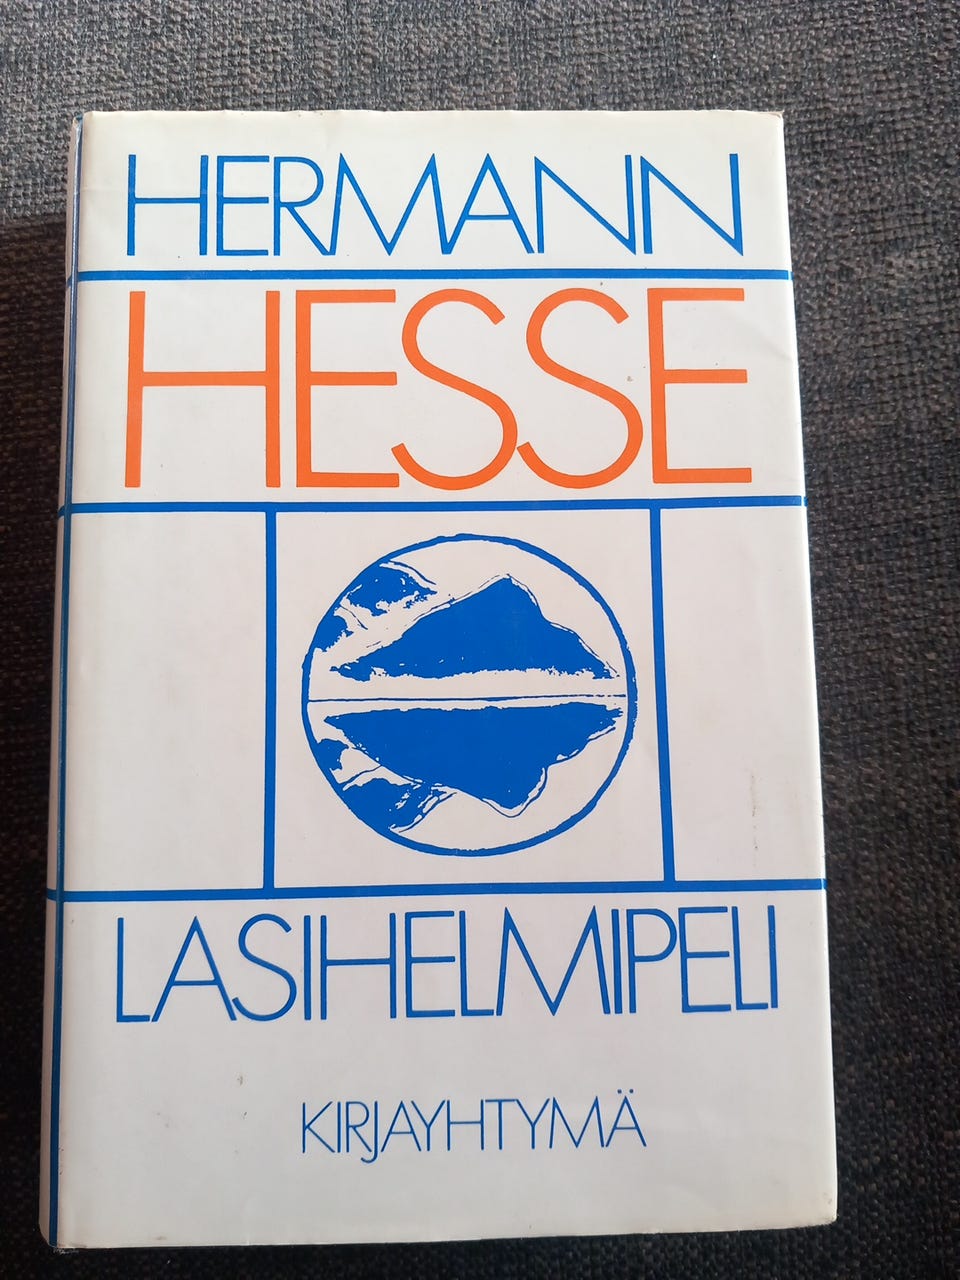 HERMANN
HESSE
LASIHELMIPELI
KIRJAYHTYMÄ